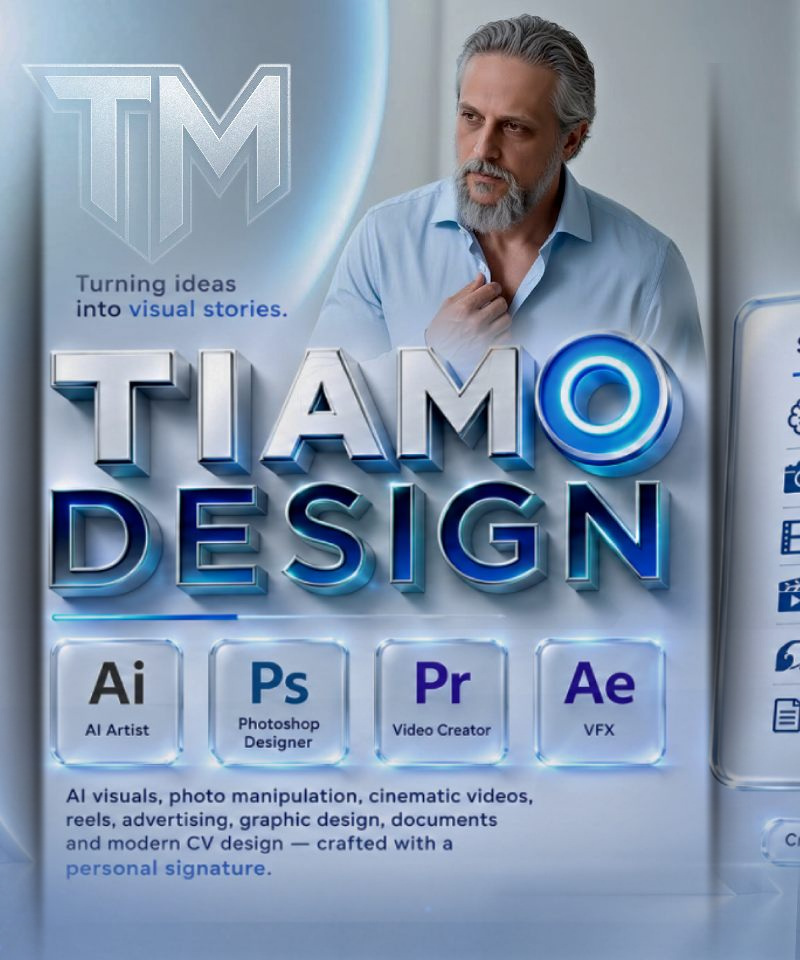 TM
Turning ideas
into visual stories.
TIAMO
DESIGN
Ai
AI Artist
Ps
Photoshop
Designer
Pr
Video Creator
Ae
VFX
AI visuals, photo manipulation, cinematic videos,
reels, advertising, graphic design, documents
and modern CV design — crafted with a
personal signature.